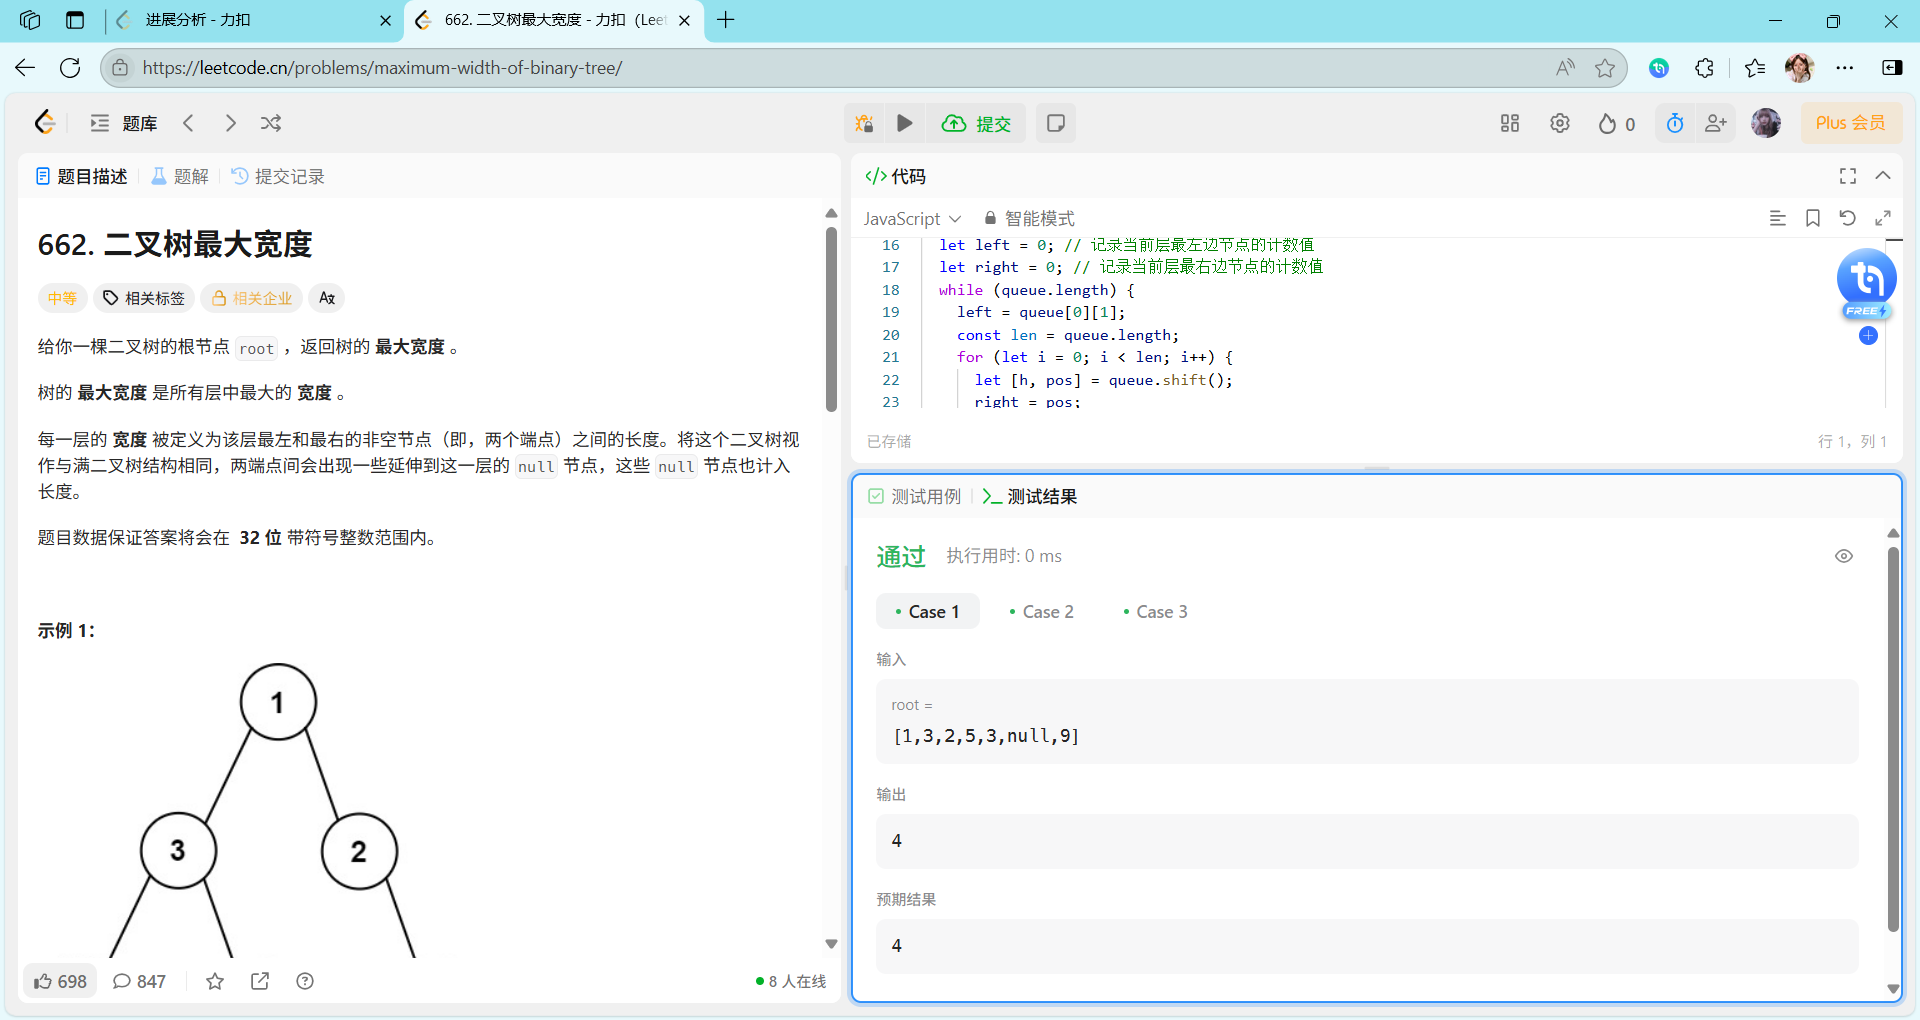 进展分析 - 力扣
662. 二叉树最大宽度 - 力扣（Leet
https://leetcode.cn/problems/maximum-width-of-binary-tree/
题库
提交
0
Plus 会员
题目描述
题解
提交记录
662. 二叉树最大宽度
中等
相关标签
相关企业
给你一棵二叉树的根节点 root ，返回树的 最大宽度 。
树的 最大宽度 是所有层中最大的 宽度 。
每一层的 宽度 被定义为该层最左和最右的非空节点（即，两个端点）之间的长度。将这个二叉树视
作与满二叉树结构相同，两端点间会出现一些延伸到这一层的 null 节点，这些 null 节点也计入
长度。
题目数据保证答案将会在 32 位 带符号整数范围内。
示例 1：
1
3
2
698
847
8 人在线
</> 代码
JavaScript
智能模式
16 let left = 0; // 记录当前层最左边节点的计数值
17 let right = 0; // 记录当前层最右边节点的计数值
18 while (queue.length) {
19 left = queue[0][1];
20 const len = queue.length;
21 for (let i = 0; i < len; i++) {
22 let [h, pos] = queue.shift();
23 right = pos;
FREE
已存储
行 1，列 1
测试用例
测试结果
通过
执行用时: 0 ms
Case 1
Case 2
Case 3
输入
root =
[1,3,2,5,3,null,9]
输出
4
预期结果
4